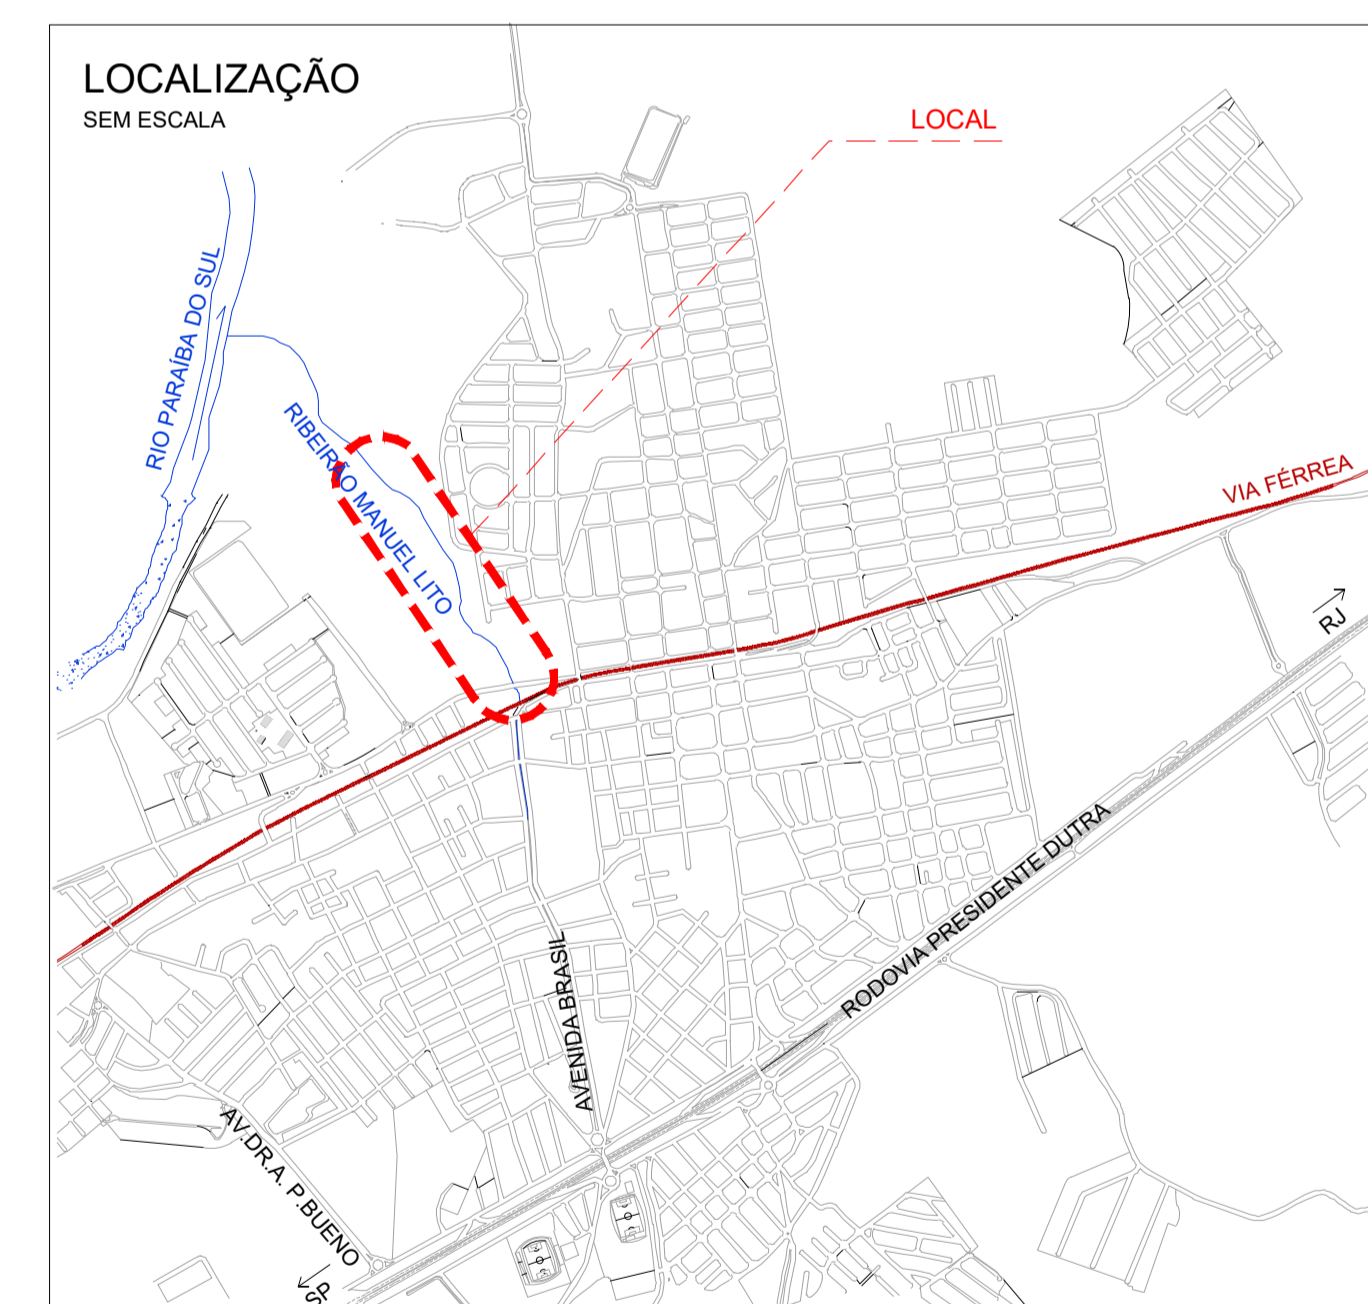 LOCALIZAÇÃO
SEM ESCALA
LOCAL
RIO PARAÍBA DO SUL
RIBEIRÃO MANUEL LITO
VIA FÉRREA
RJ
RODOVIA PRESIDENTE DUTRA
AVENIDA BRASIL
AV.DR.A. P.BUENO
SP